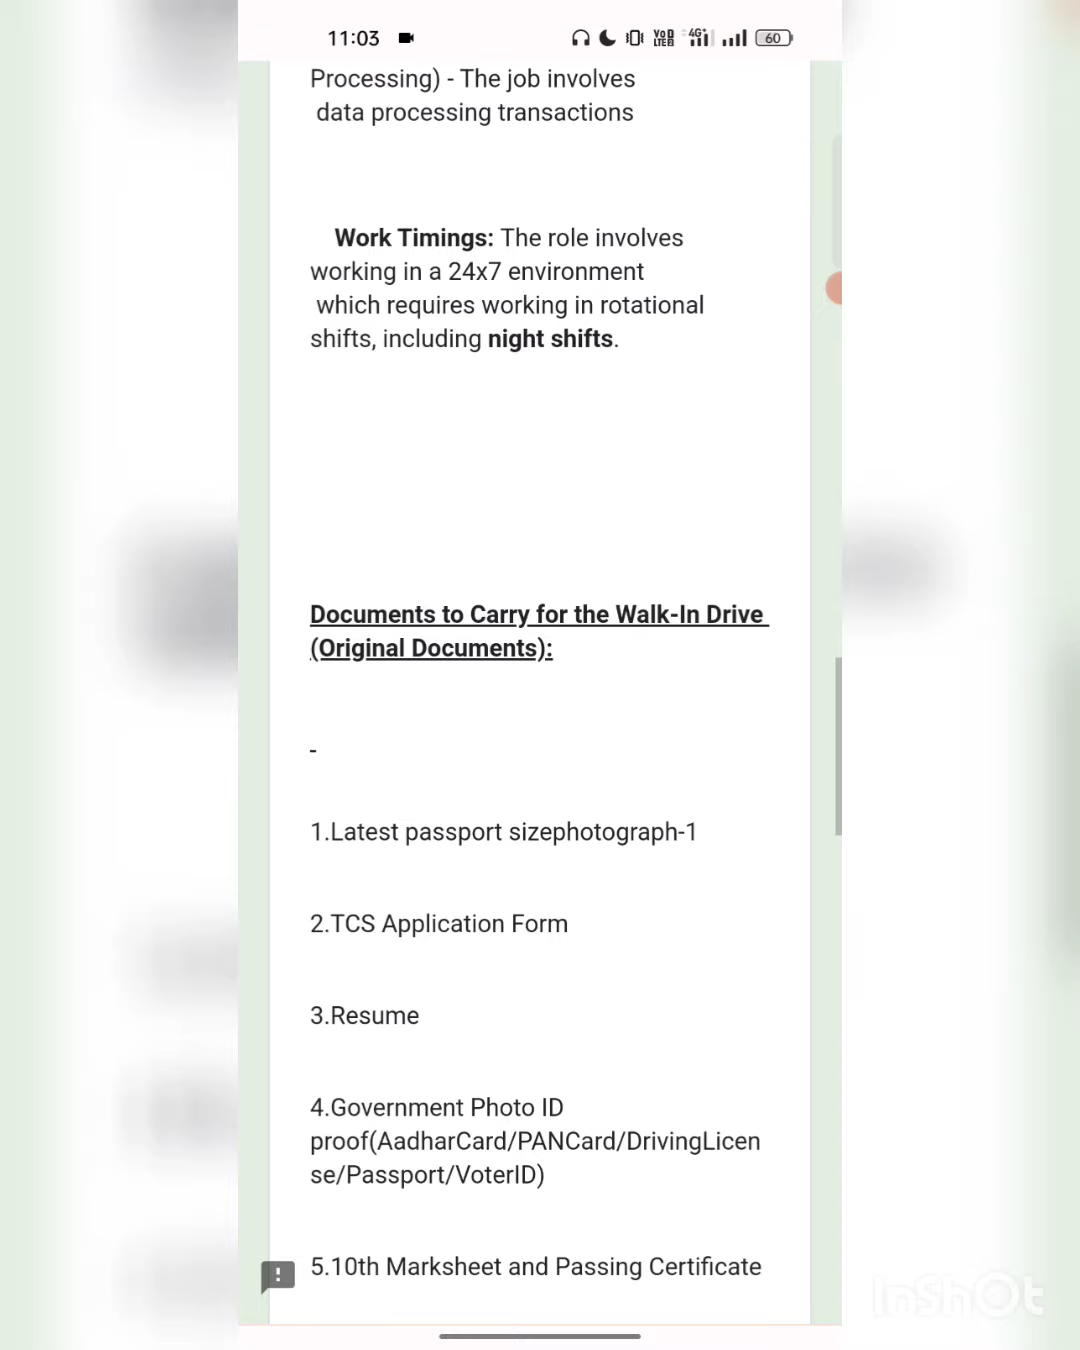 11:03
VoD LTE2 4G+ 60
Processing) - The job involves
data processing transactions
Work Timings: The role involves
working in a 24x7 environment
which requires working in rotational
shifts, including night shifts.
Documents to Carry for the Walk-In Drive
(Original Documents):
-
1.Latest passport sizephotograph-1
2.TCS Application Form
3.Resume
4.Government Photo ID
proof(AadharCard/PANCard/DrivingLicen
se/Passport/VoterID)
5.10th Marksheet and Passing Certificate
InShOt